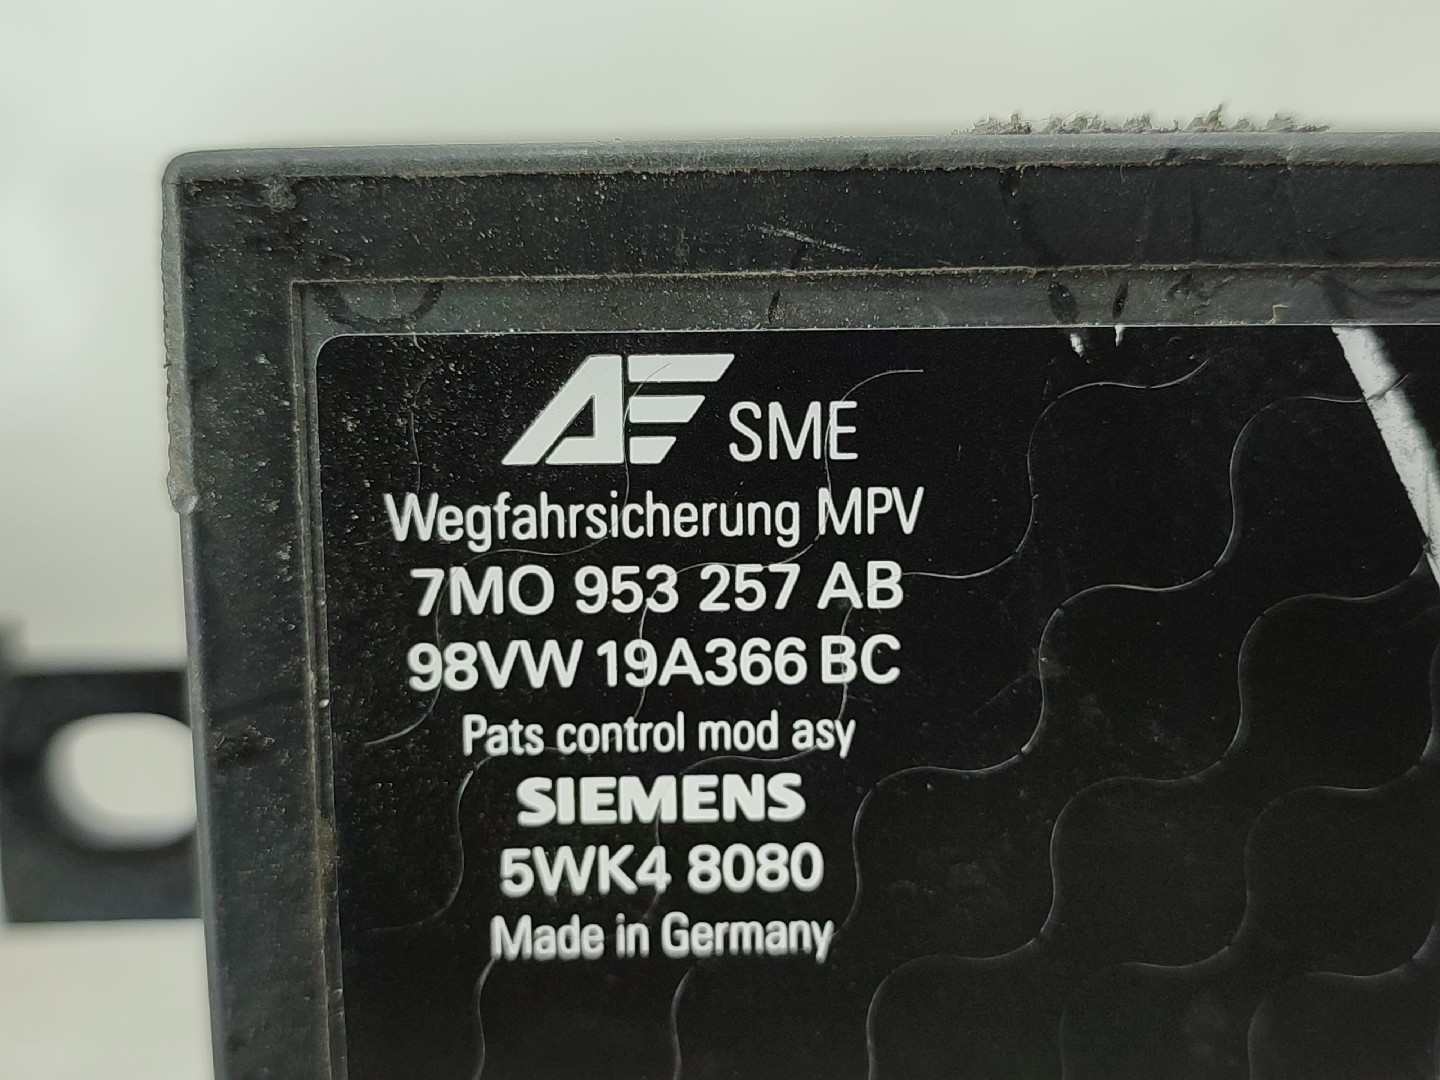 AE SME
Wegfahrsicherung MPV
7MO 953 257 AB
98VW 19A366 BC
Pats control mod asy
SIEMENS
5WK4 8080
Made in Germany